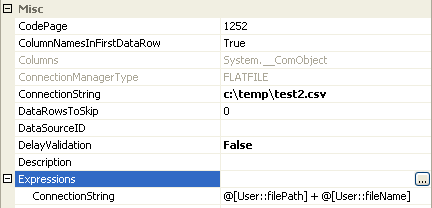 Misc
CodePage 1252
ColumnNamesInFirstDataRow True
Columns System.__ComObject
ConnectionManagerType FLATFILE
ConnectionString c:\temp\test2.csv
DataRowsToSkip 0
DataSourceID
DelayValidation False
Description
Expressions ...
ConnectionString @[User::filePath] + @[User::fileName]